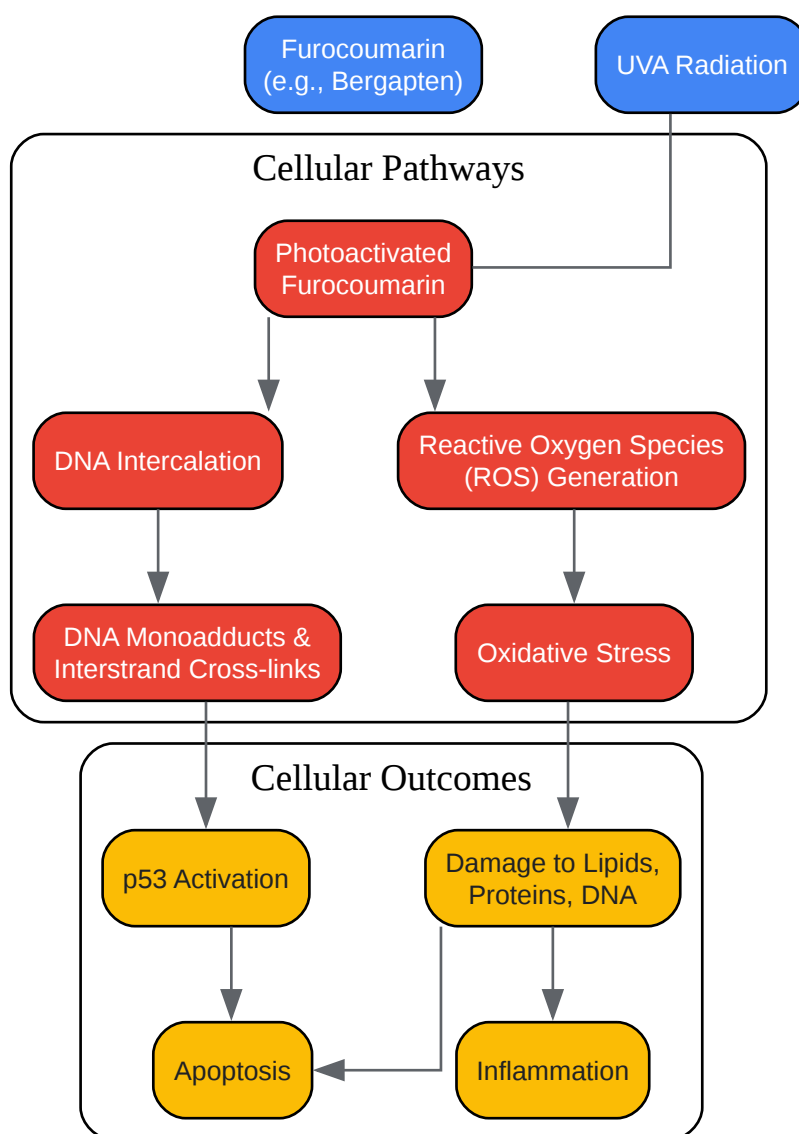 Furocoumarin
(e.g., Bergapten)
UVA Radiation
Cellular Pathways
Photoactivated
Furocoumarin
DNA Intercalation
Reactive Oxygen Species
(ROS) Generation
DNA Monoadducts &
Interstrand Cross-links
Oxidative Stress
Cellular Outcomes
p53 Activation
Damage to Lipids,
Proteins, DNA
Apoptosis
Inflammation